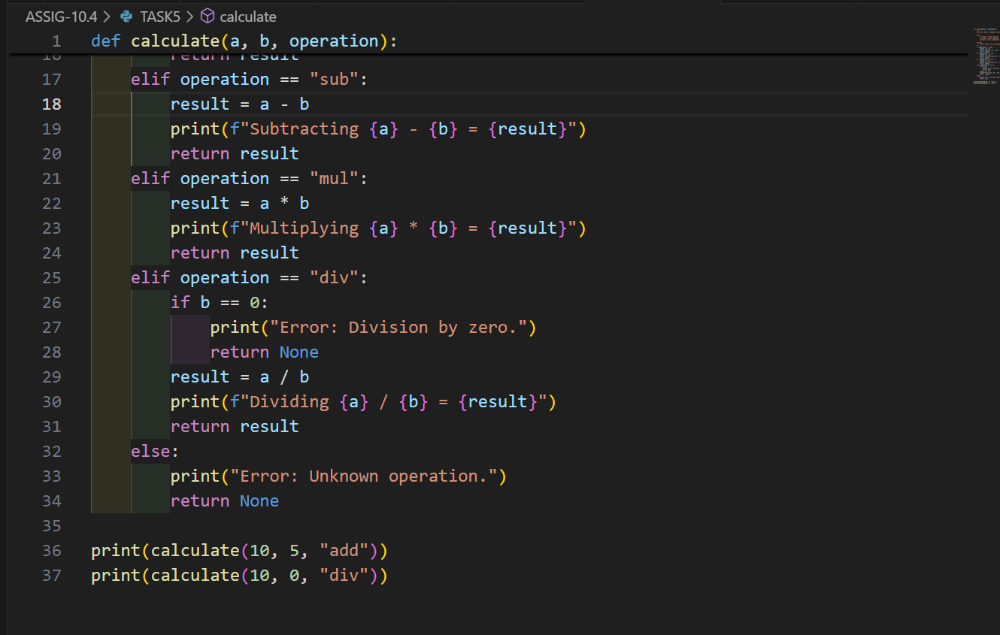 ASSIG-10.4 > TASK5 > calculate
1 def calculate(a, b, operation):
16 return result
17 elif operation == "sub":
18 result = a - b
19 print(f"Subtracting {a} - {b} = {result}")
20 return result
21 elif operation == "mul":
22 result = a * b
23 print(f"Multiplying {a} * {b} = {result}")
24 return result
25 elif operation == "div":
26 if b == 0:
27 print("Error: Division by zero.")
28 return None
29 result = a / b
30 print(f"Dividing {a} / {b} = {result}")
31 return result
32 else:
33 print("Error: Unknown operation.")
34 return None
35
36 print(calculate(10, 5, "add"))
37 print(calculate(10, 0, "div"))